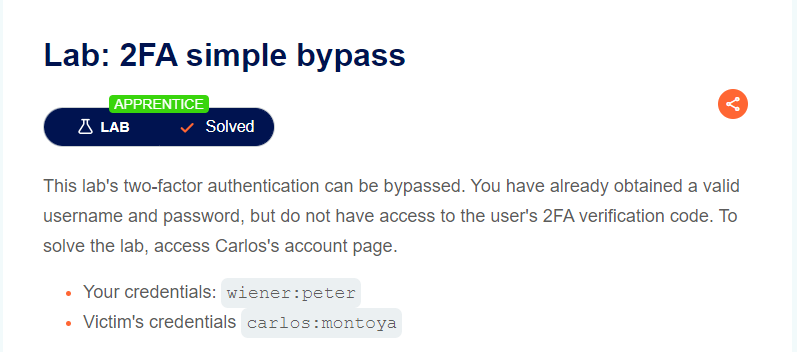 Lab: 2FA simple bypass
APPRENTICE
LAB Solved
This lab's two-factor authentication can be bypassed. You have already obtained a valid
username and password, but do not have access to the user's 2FA verification code. To
solve the lab, access Carlos's account page.
Your credentials: wiener:peter
Victim's credentials carlos:montoya